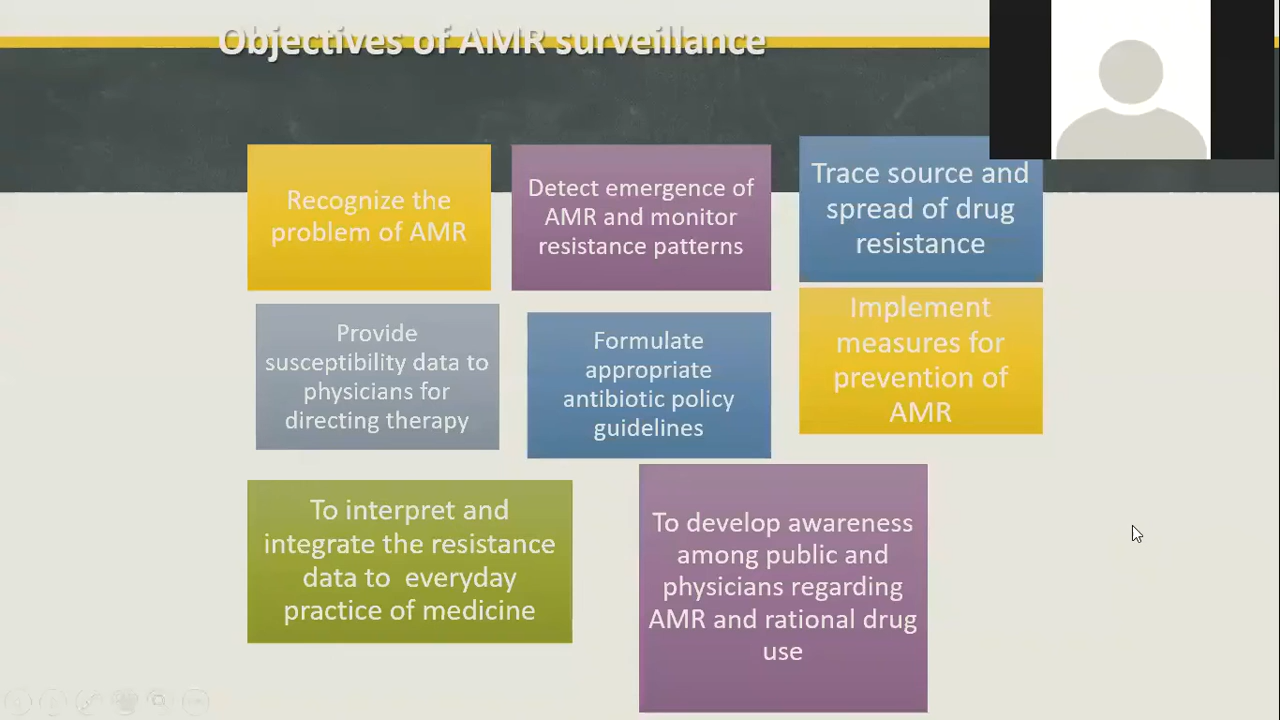 Objectives of AMR surveillance
Recognize the
problem of AMR
Detect emergence of
AMR and monitor
resistance patterns
Trace source and
spread of drug
resistance
Provide
susceptibility data to
physicians for
directing therapy
Formulate
appropriate
antibiotic policy
guidelines
Implement
measures for
prevention of
AMR
To interpret and
integrate the resistance
data to everyday
practice of medicine
To develop awareness
among public and
physicians regarding
AMR and rational drug
use